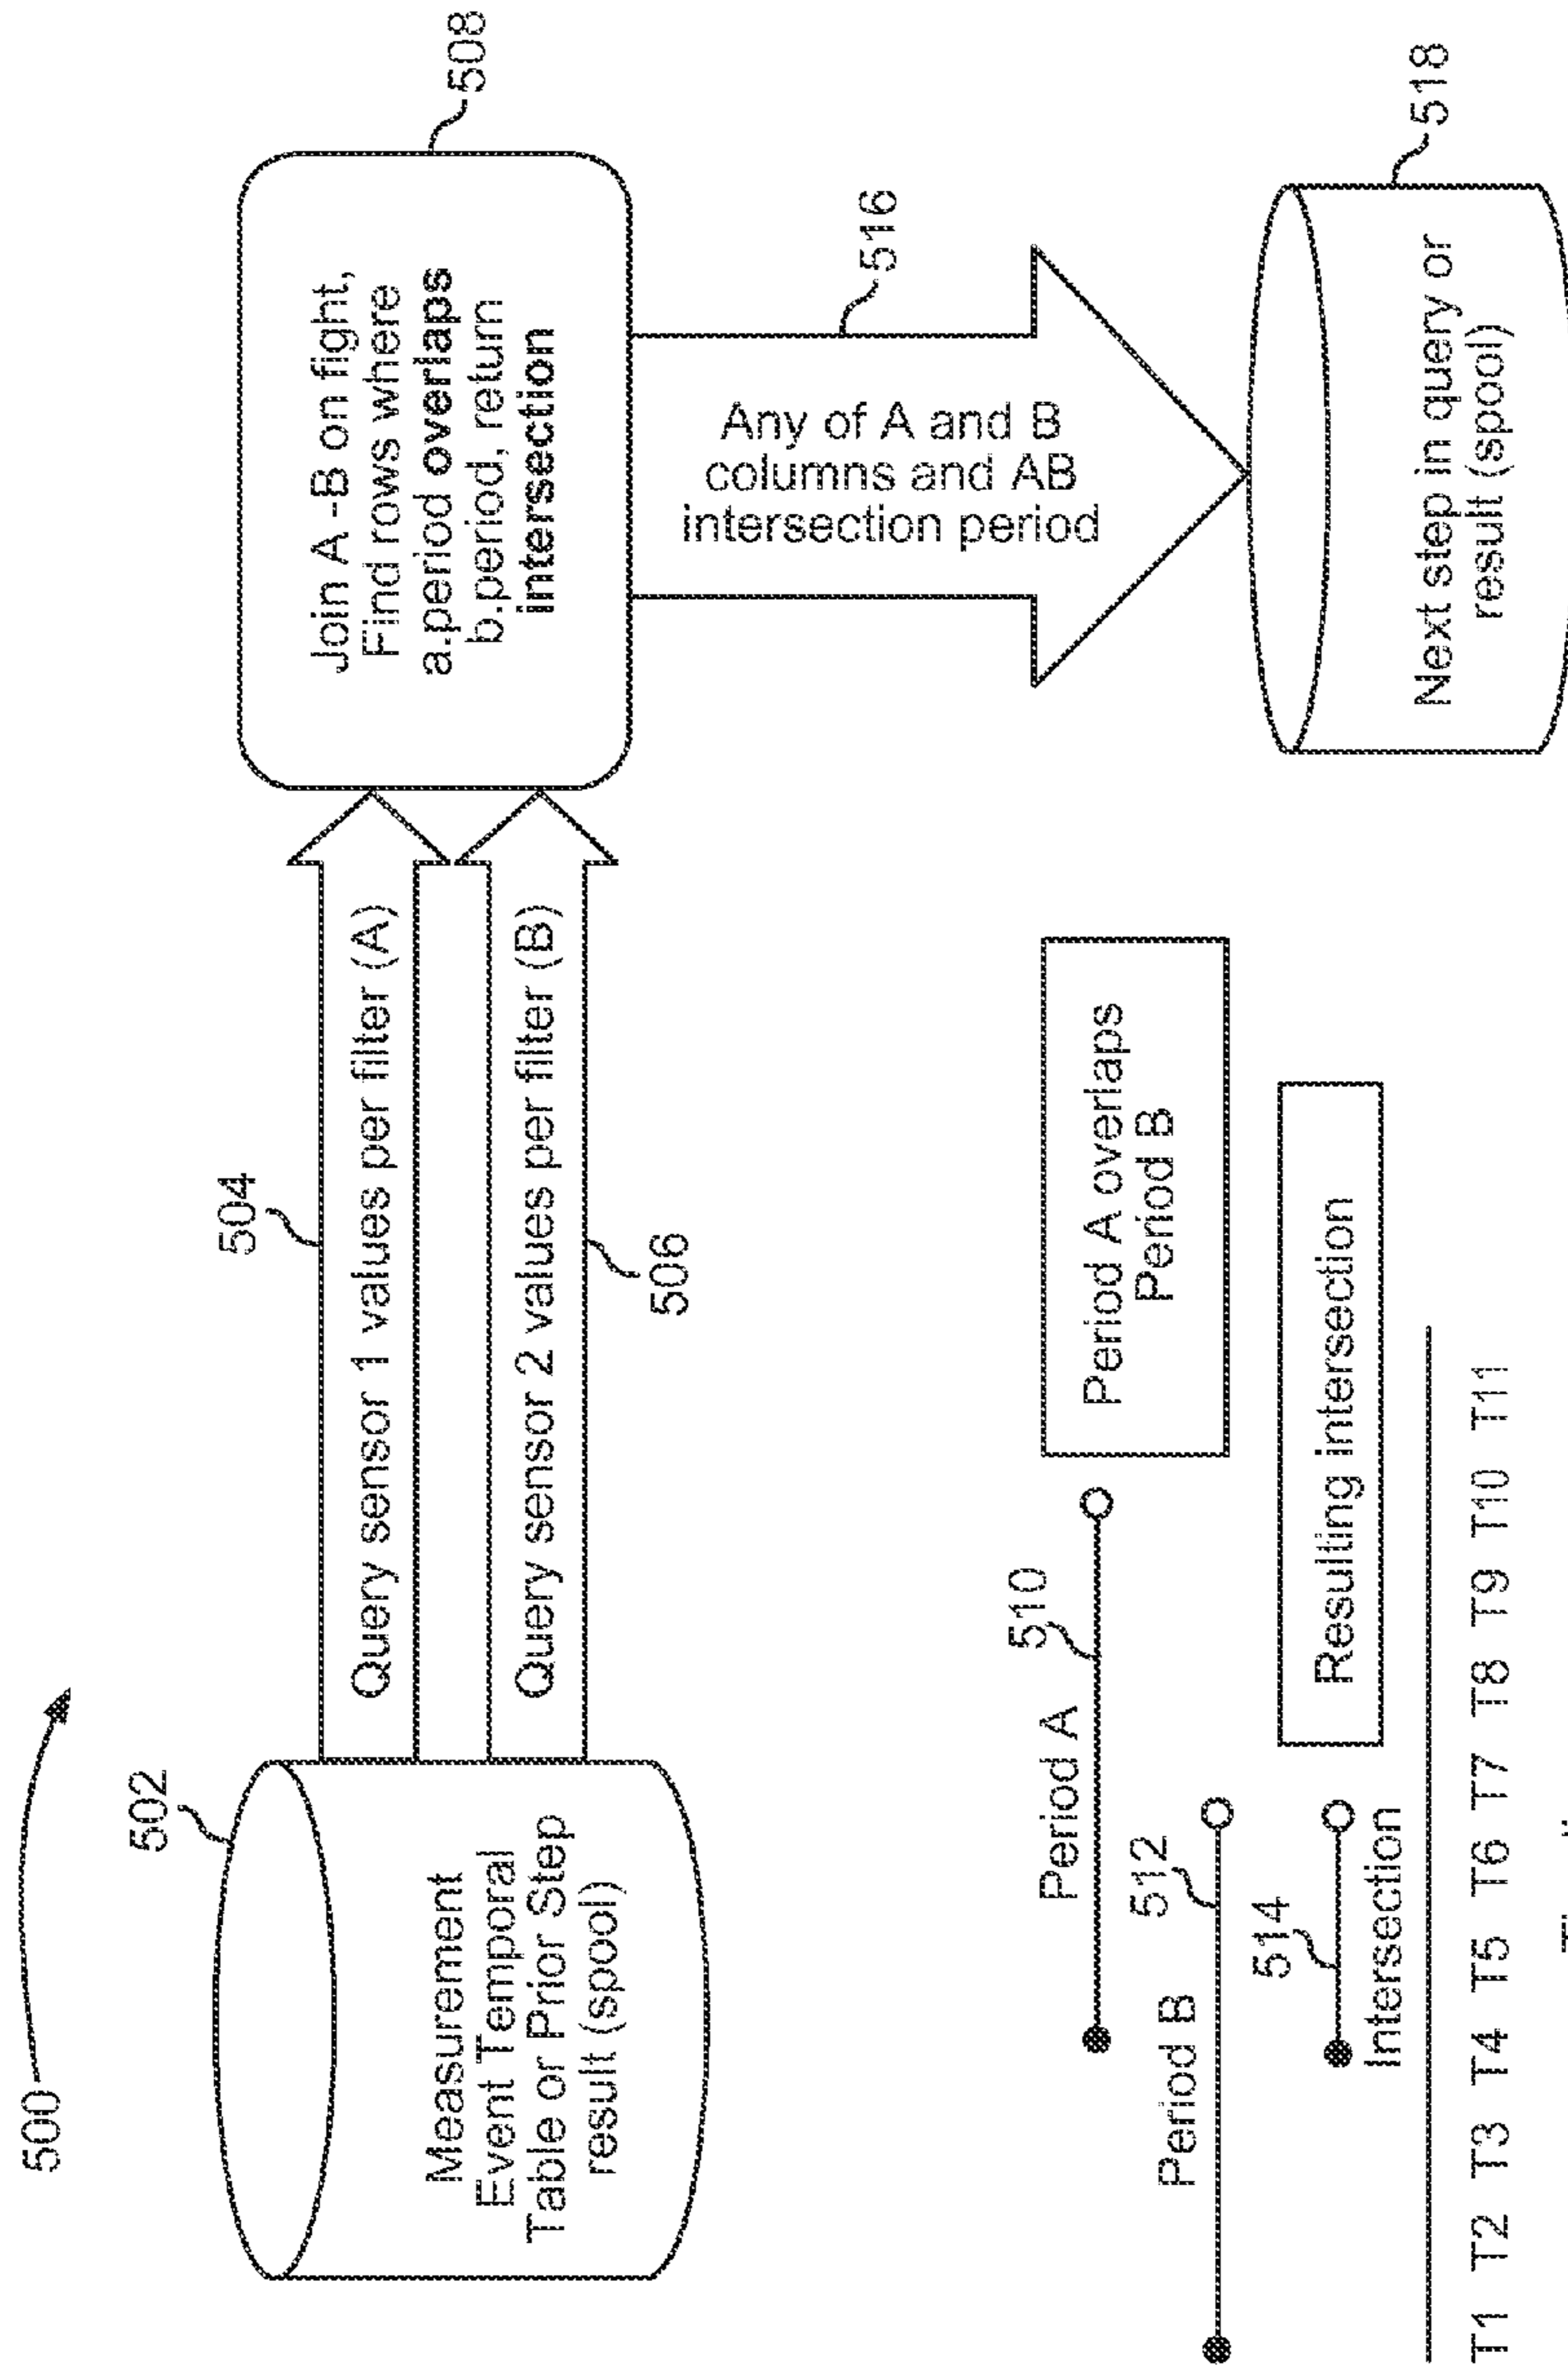 500
502
Measurement
Event Temporal
Table or Prior Step
result (spool)
504
Query sensor 1 values per filter (A)
Query sensor 2 values per filter (B)
506
508
Join A -B on fight,
Find rows where
a.period overlaps
b.period, return
intersection
516
Any of A and B
columns and AB
intersection period
518
Next step in query or
result (spool)
Period A
510
Period A overlaps
Period B
Period B
512
514
Intersection
Resulting intersection
T1 T2 T3 T4 T5 T6 T7 T8 T9 T10 T11